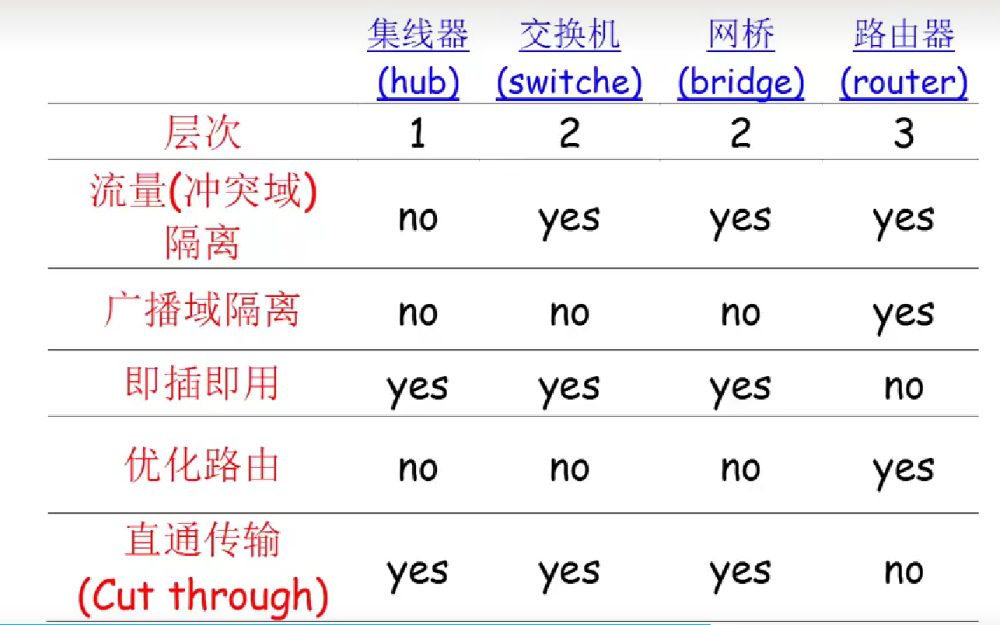 集线器 交换机 网桥 路由器
(hub) (switche) (bridge) (router)
层次 1 2 2 3
流量(冲突域)
隔离 no yes yes yes
广播域隔离 no no no yes
即插即用 yes yes yes no
优化路由 no no no yes
直通传输
(Cut through) yes yes yes no